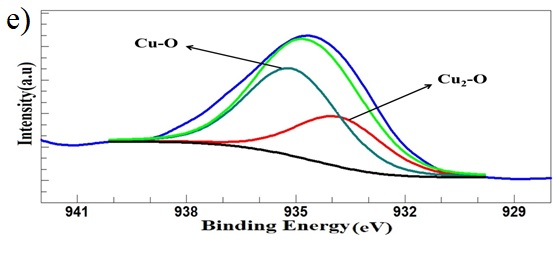 e)
Cu-O
Cu₂-O
Intensity(a.u)
941 938 935 932 929
Binding Energy(eV)